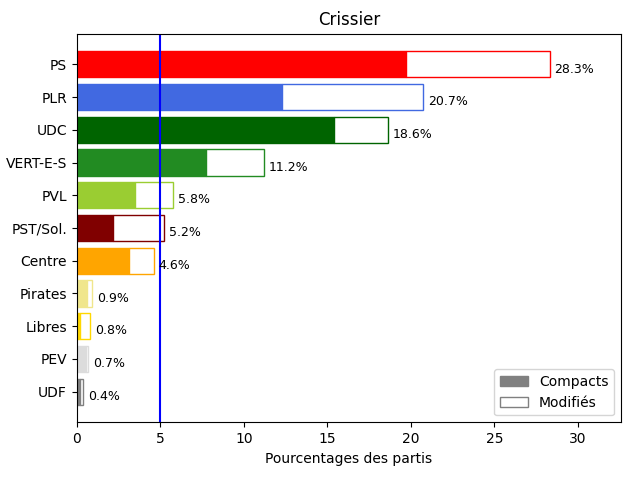 Crissier
PS 28.3%
PLR 20.7%
UDC 18.6%
VERT-E-S 11.2%
PVL 5.8%
PST/Sol. 5.2%
Centre 4.6%
Pirates 0.9%
Libres 0.8%
PEV 0.7%
UDF 0.4%
Compacts
Modifiés
0 5 10 15 20 25 30
Pourcentages des partis